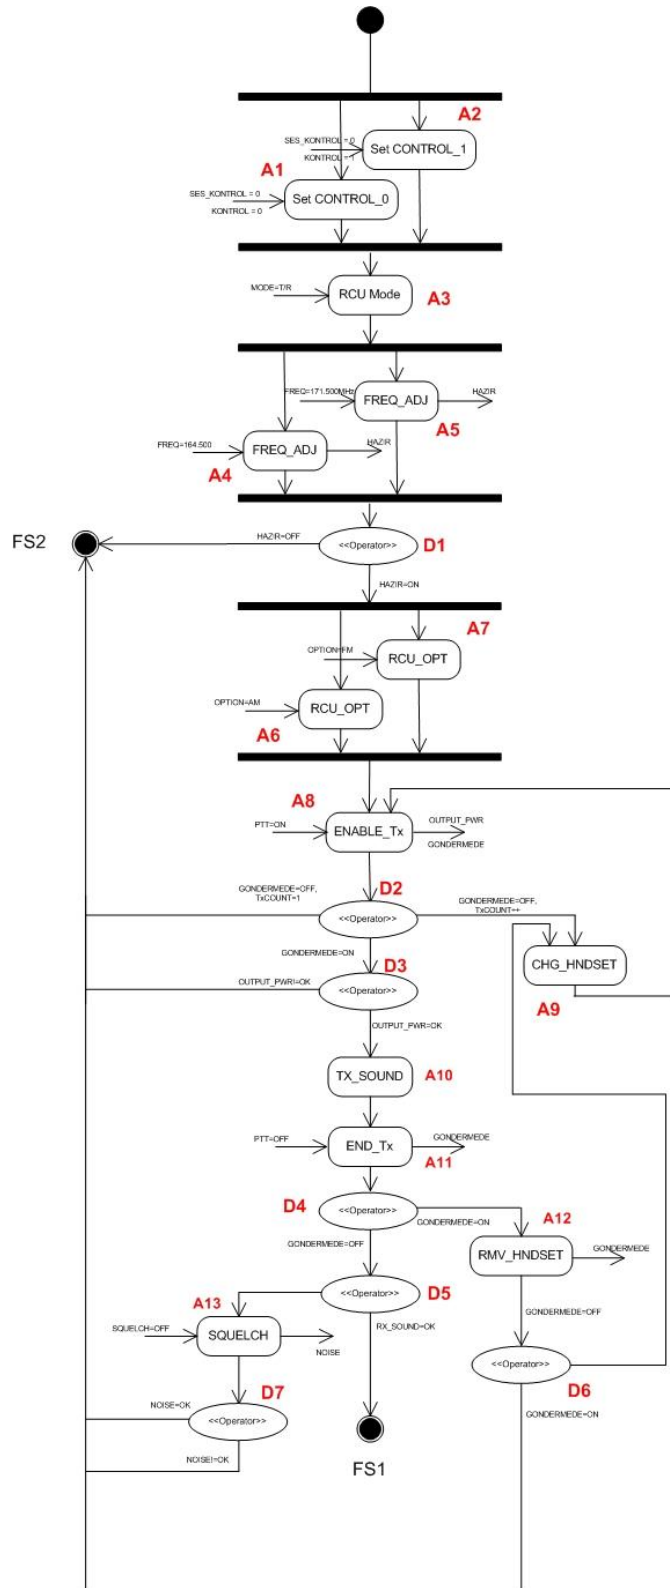 A2
SES_KONTROL = 0
Set CONTROL_1
KONTROL = 1
A1
SES_KONTROL = 0
Set CONTROL_0
KONTROL = 0
MODE=T/R
RCU Mode
A3
FREQ=171.500MHz
FREQ_ADJ
HAZIR
A5
FREQ=164.500
FREQ_ADJ
HAZIR
A4
FS2
HAZIR=OFF
<<Operator>>
D1
HAZIR=ON
A7
OPTION=FM
RCU_OPT
OPTION=AM
RCU_OPT
A6
A8
PTT=ON
ENABLE_Tx
OUTPUT_PWR
GONDERMEDE
D2
GONDERMEDE=OFF,
TxCOUNT=1
<<Operator>>
GONDERMEDE=OFF,
TxCOUNT=+
GONDERMEDE=ON
D3
CHG_HNDSET
A9
OUTPUT_PWR!=OK
<<Operator>>
OUTPUT_PWR=OK
TX_SOUND
A10
PTT=OFF
END_Tx
GONDERMEDE
A11
D4
<<Operator>>
GONDERMEDE=ON
A12
GONDERMEDE=OFF
RMV_HNDSET
GONDERMEDE
<<Operator>>
D5
A13
SQUELCH=OFF
SQUELCH
NOISE
RX_SOUND=OK
GONDERMEDE=OFF
<<Operator>>
D6
D7
NOISE=OK
<<Operator>>
GONDERMEDE=ON
NOISE!=OK
FS1